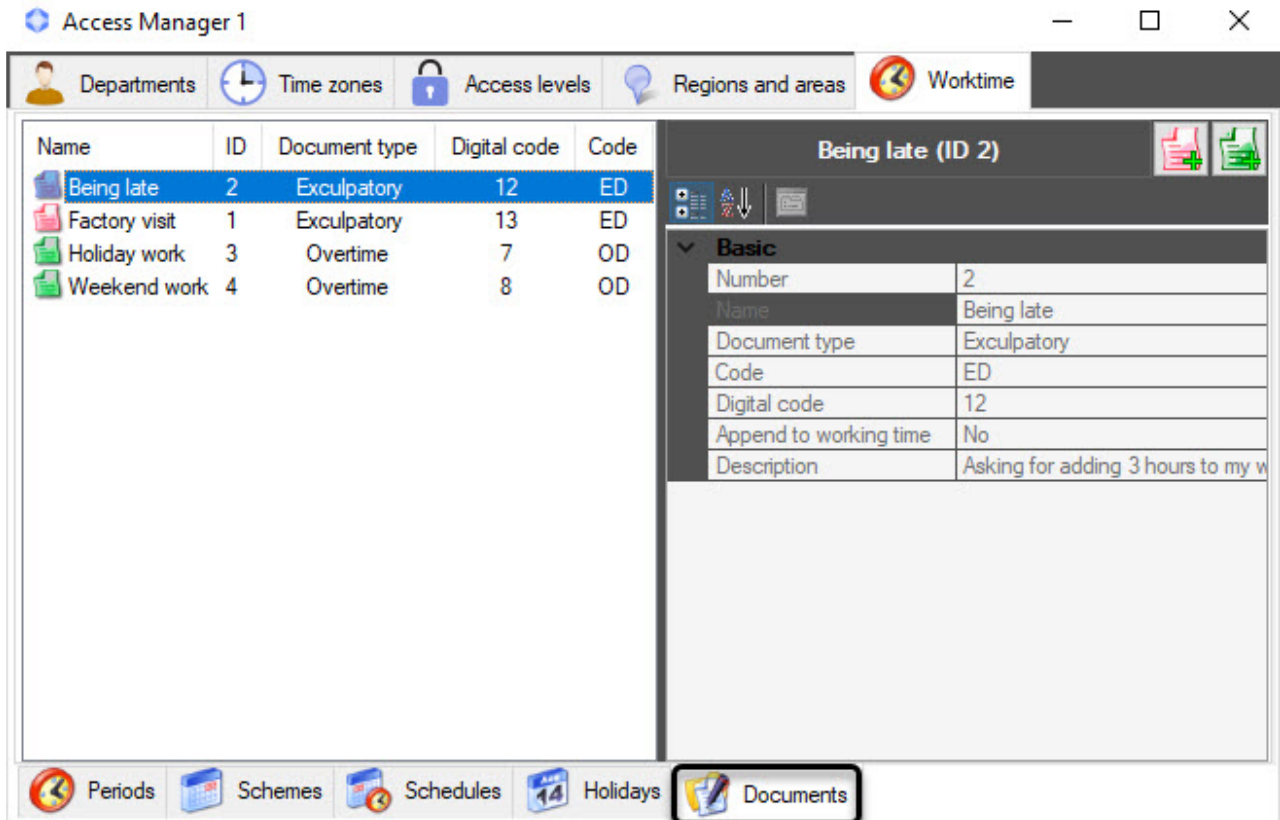 Access Manager 1
Departments Time zones Access levels Regions and areas Worktime
Name ID Document type Digital code Code
Being late 2 Exculpatory 12 ED
Factory visit 1 Exculpatory 13 ED
Holiday work 3 Overtime 7 OD
Weekend work 4 Overtime 8 OD
Being late (ID 2)
Basic
Number 2
Name Being late
Document type Exculpatory
Code ED
Digital code 12
Append to working time No
Description Asking for adding 3 hours to my w
Periods Schemes Schedules 14 Holidays Documents